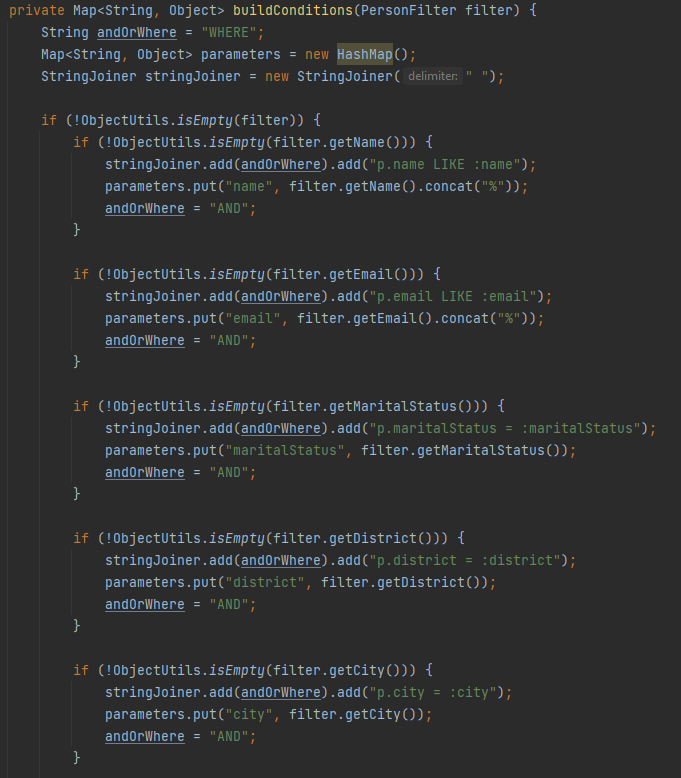 private Map<String, Object> buildConditions(PersonFilter filter) {
    String andOrWhere = "WHERE";
    Map<String, Object> parameters = new HashMap();
    StringJoiner stringJoiner = new StringJoiner( delimiter: " ");
    if (!ObjectUtils.isEmpty(filter)) {
        if (!ObjectUtils.isEmpty(filter.getName())) {
            stringJoiner.add(andOrWhere).add("p.name LIKE :name");
            parameters.put("name", filter.getName().concat("%"));
            andOrWhere = "AND";
        }
        if (!ObjectUtils.isEmpty(filter.getEmail())) {
            stringJoiner.add(andOrWhere).add("p.email LIKE :email");
            parameters.put("email", filter.getEmail().concat("%"));
            andOrWhere = "AND";
        }
        if (!ObjectUtils.isEmpty(filter.getMaritalStatus())) {
            stringJoiner.add(andOrWhere).add("p.maritalStatus = :maritalStatus");
            parameters.put("maritalStatus", filter.getMaritalStatus());
            andOrWhere = "AND";
        }
        if (!ObjectUtils.isEmpty(filter.getDistrict())) {
            stringJoiner.add(andOrWhere).add("p.district = :district");
            parameters.put("district", filter.getDistrict());
            andOrWhere = "AND";
        }
        if (!ObjectUtils.isEmpty(filter.getCity())) {
            stringJoiner.add(andOrWhere).add("p.city = :city");
            parameters.put("city", filter.getCity());
            andOrWhere = "AND";
        }